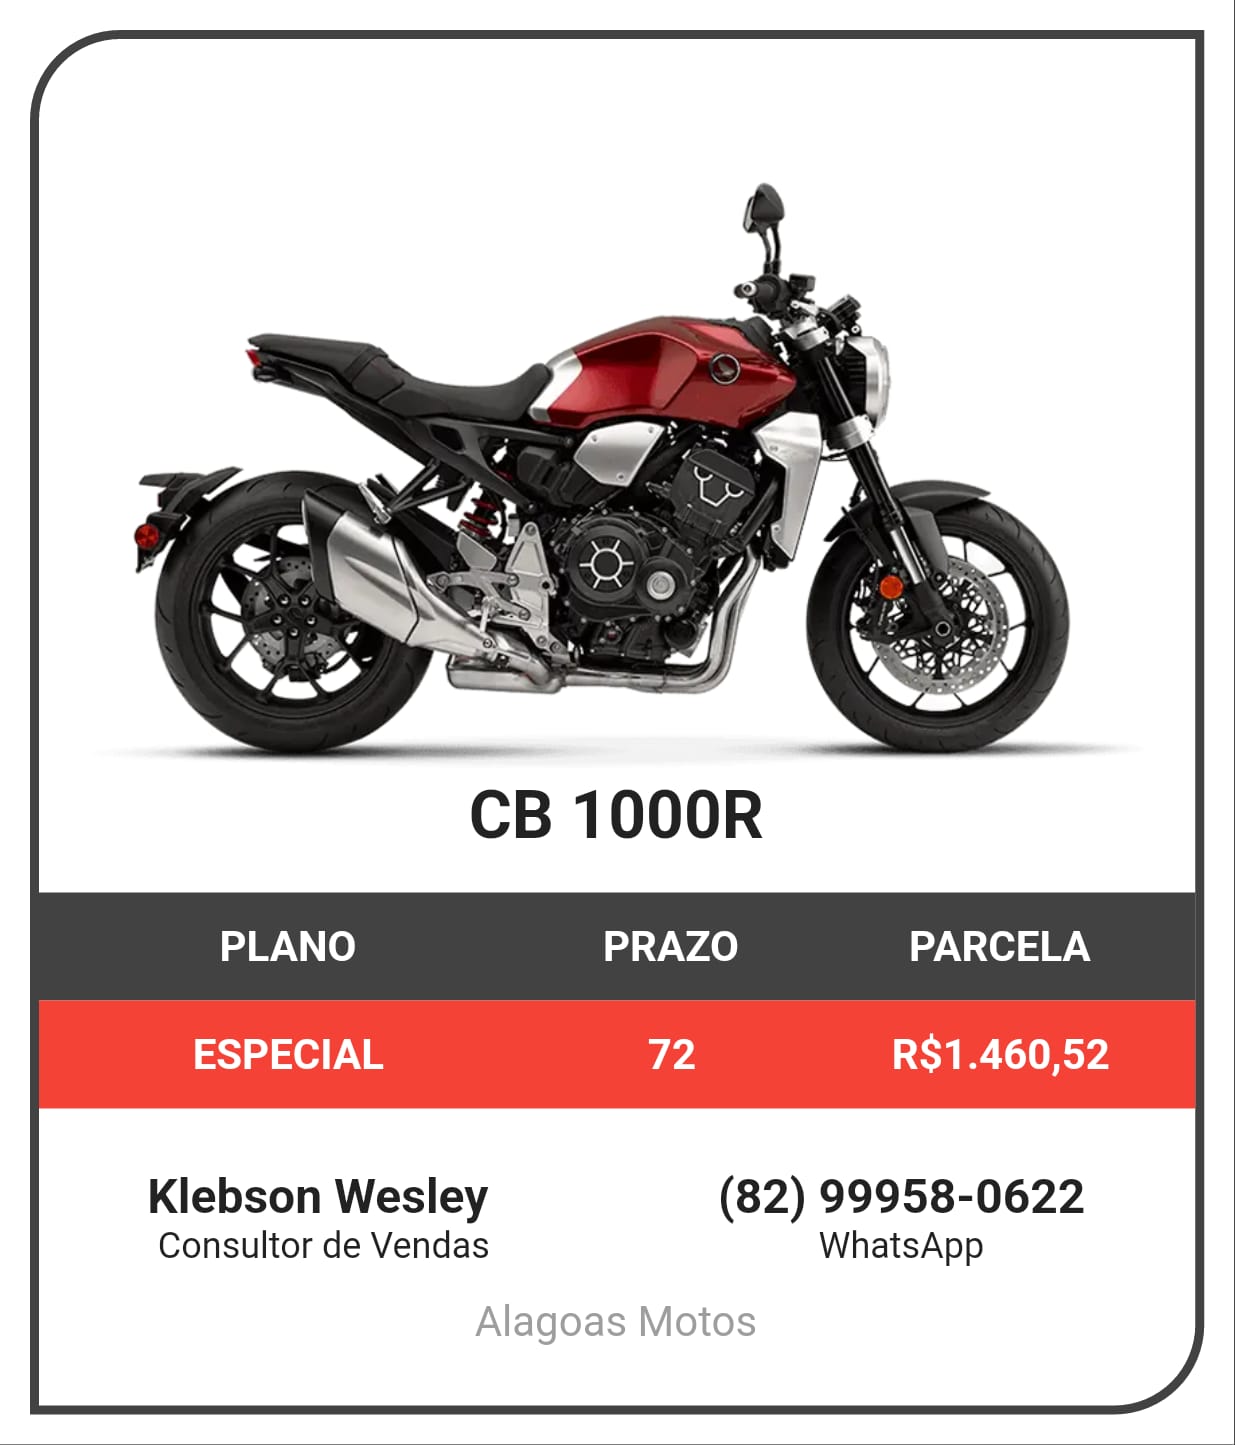 CB 1000R
PLANO PRAZO PARCELA
ESPECIAL 72 R$1.460,52
Klebson Wesley (82) 99958-0622
Consultor de Vendas WhatsApp
Alagoas Motos